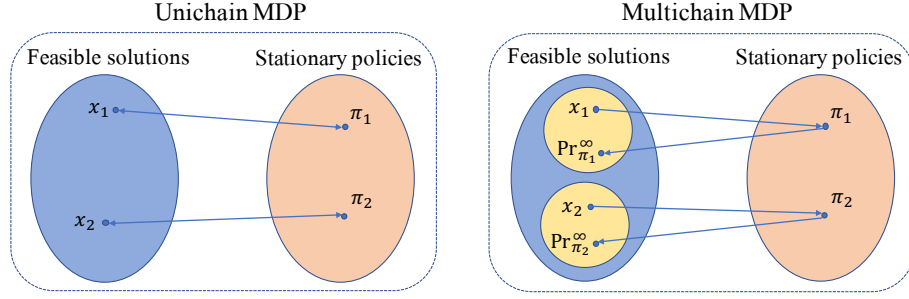 Unichain MDP
Feasible solutions
Stationary policies
x₁
π₁
x₂
π₂
Multichain MDP
Feasible solutions
Stationary policies
x₁
π₁
Pr^∞_{π₁}
x₂
π₂
Pr^∞_{π₂}